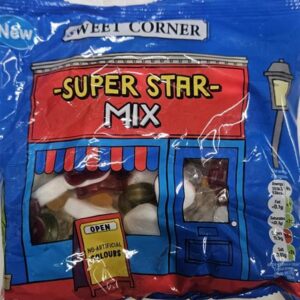 New
SWEET CORNER
-SUPER STAR-
MIX
OPEN
NO ARTIFICIAL
COLOURS